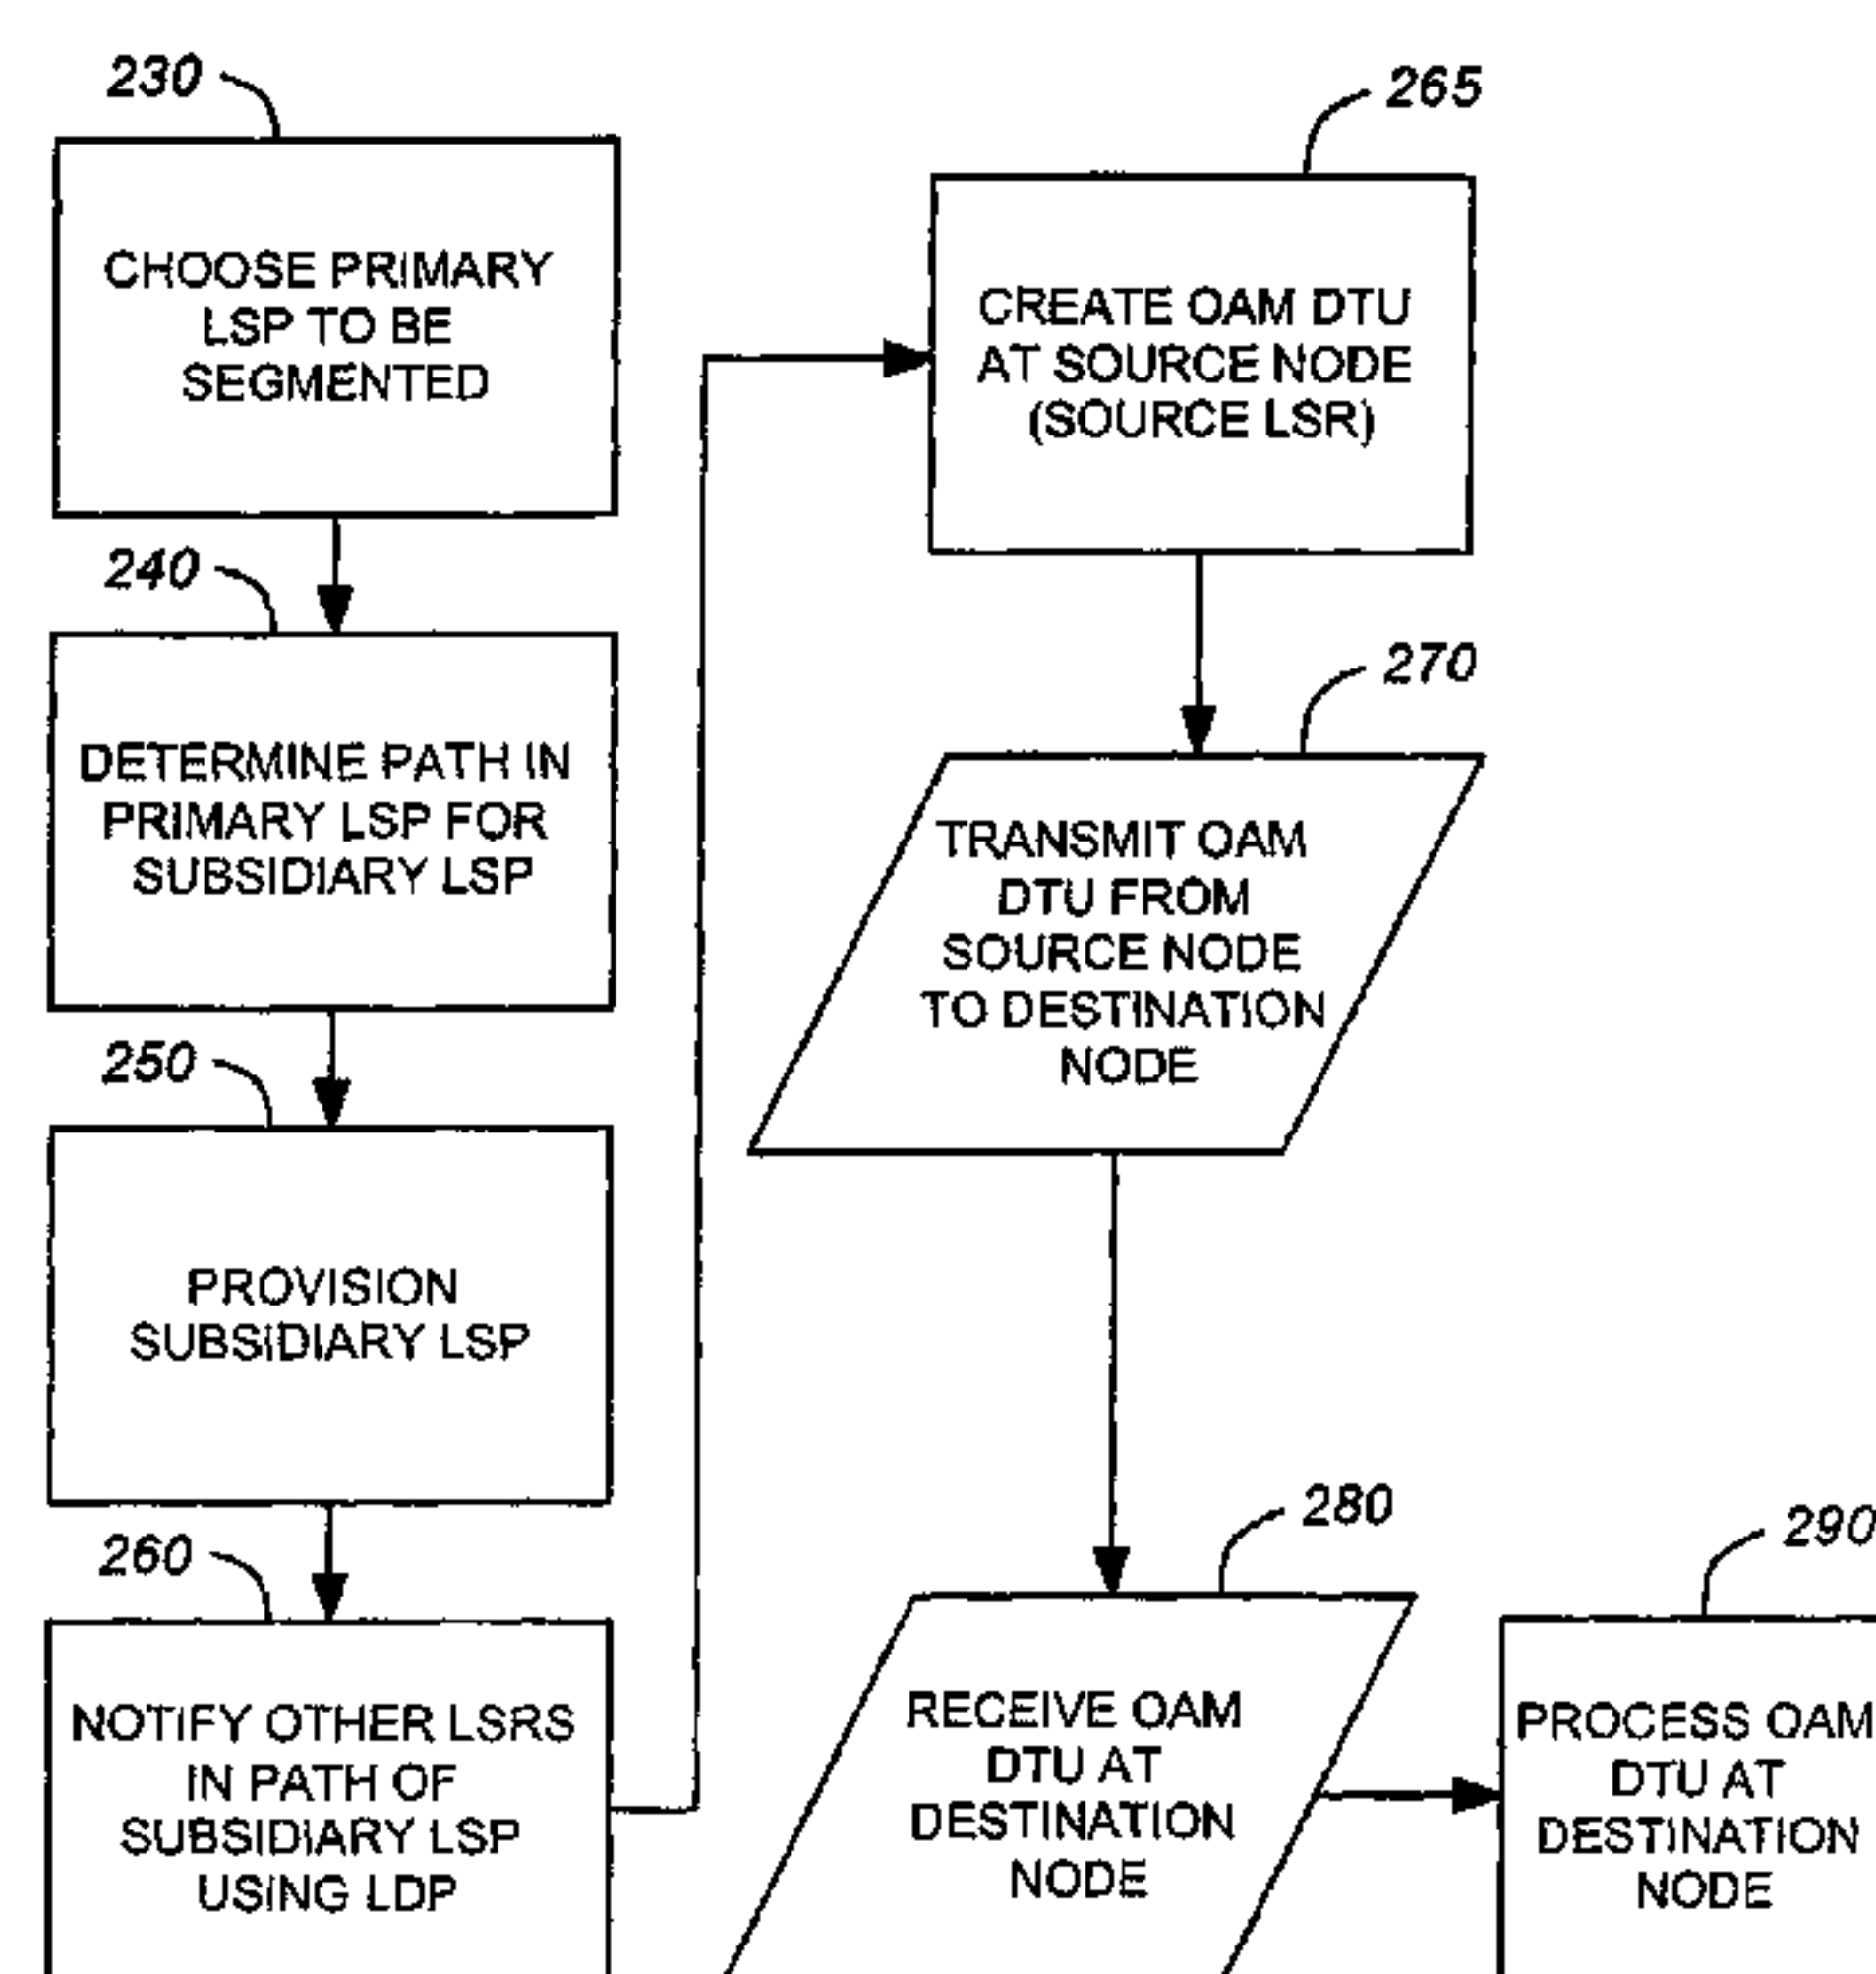 230
CHOOSE PRIMARY
LSP TO BE
SEGMENTED
240
DETERMINE PATH IN
PRIMARY LSP FOR
SUBSIDIARY LSP
250
PROVISION
SUBSIDIARY LSP
260
NOTIFY OTHER LSRS
IN PATH OF
SUBSIDIARY LSP
USING LDP
265
CREATE OAM DTU
AT SOURCE NODE
(SOURCE LSR)
270
TRANSMIT OAM
DTU FROM
SOURCE NODE
TO DESTINATION
NODE
280
RECEIVE OAM
DTU AT
DESTINATION
NODE
290
PROCESS OAM
DTU AT
DESTINATION
NODE